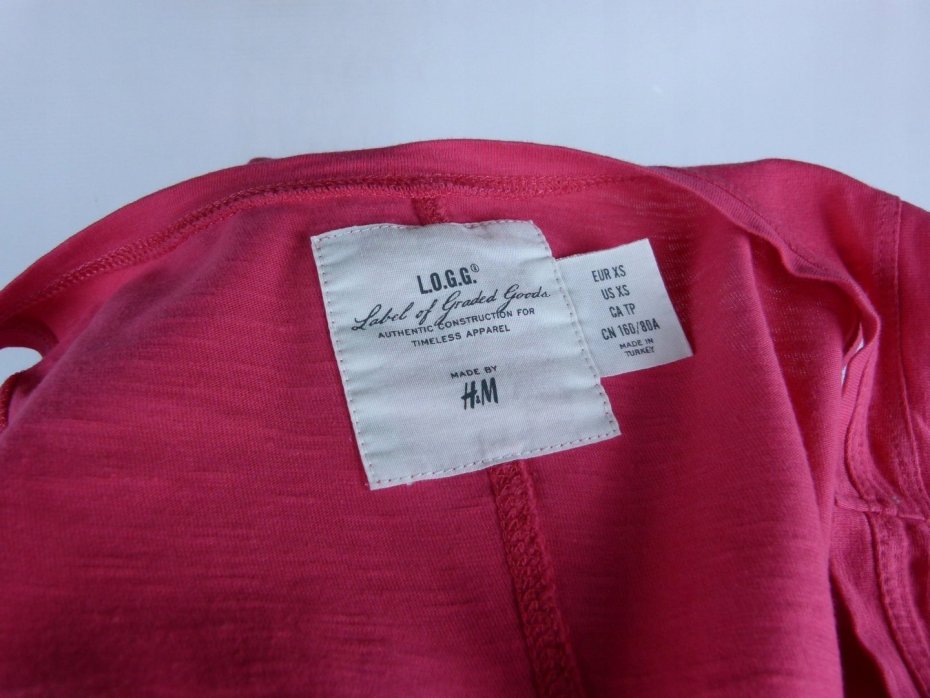 L.O.G.G.®
Label of Graded Goods
AUTHENTIC CONSTRUCTION FOR
TIMELESS APPAREL
MADE BY
H&M
EUR XS
US XS
CA TP
CN 160/80A
MADE IN
TURKEY